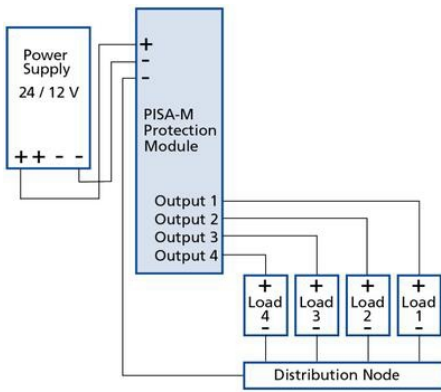 Power
Supply
24 / 12 V
+ + - -
+
-
-
PISA-M
Protection
Module
Output 1
Output 2
Output 3
Output 4
+ + + +
Load Load Load Load
4 3 2 1
- - - -
Distribution Node